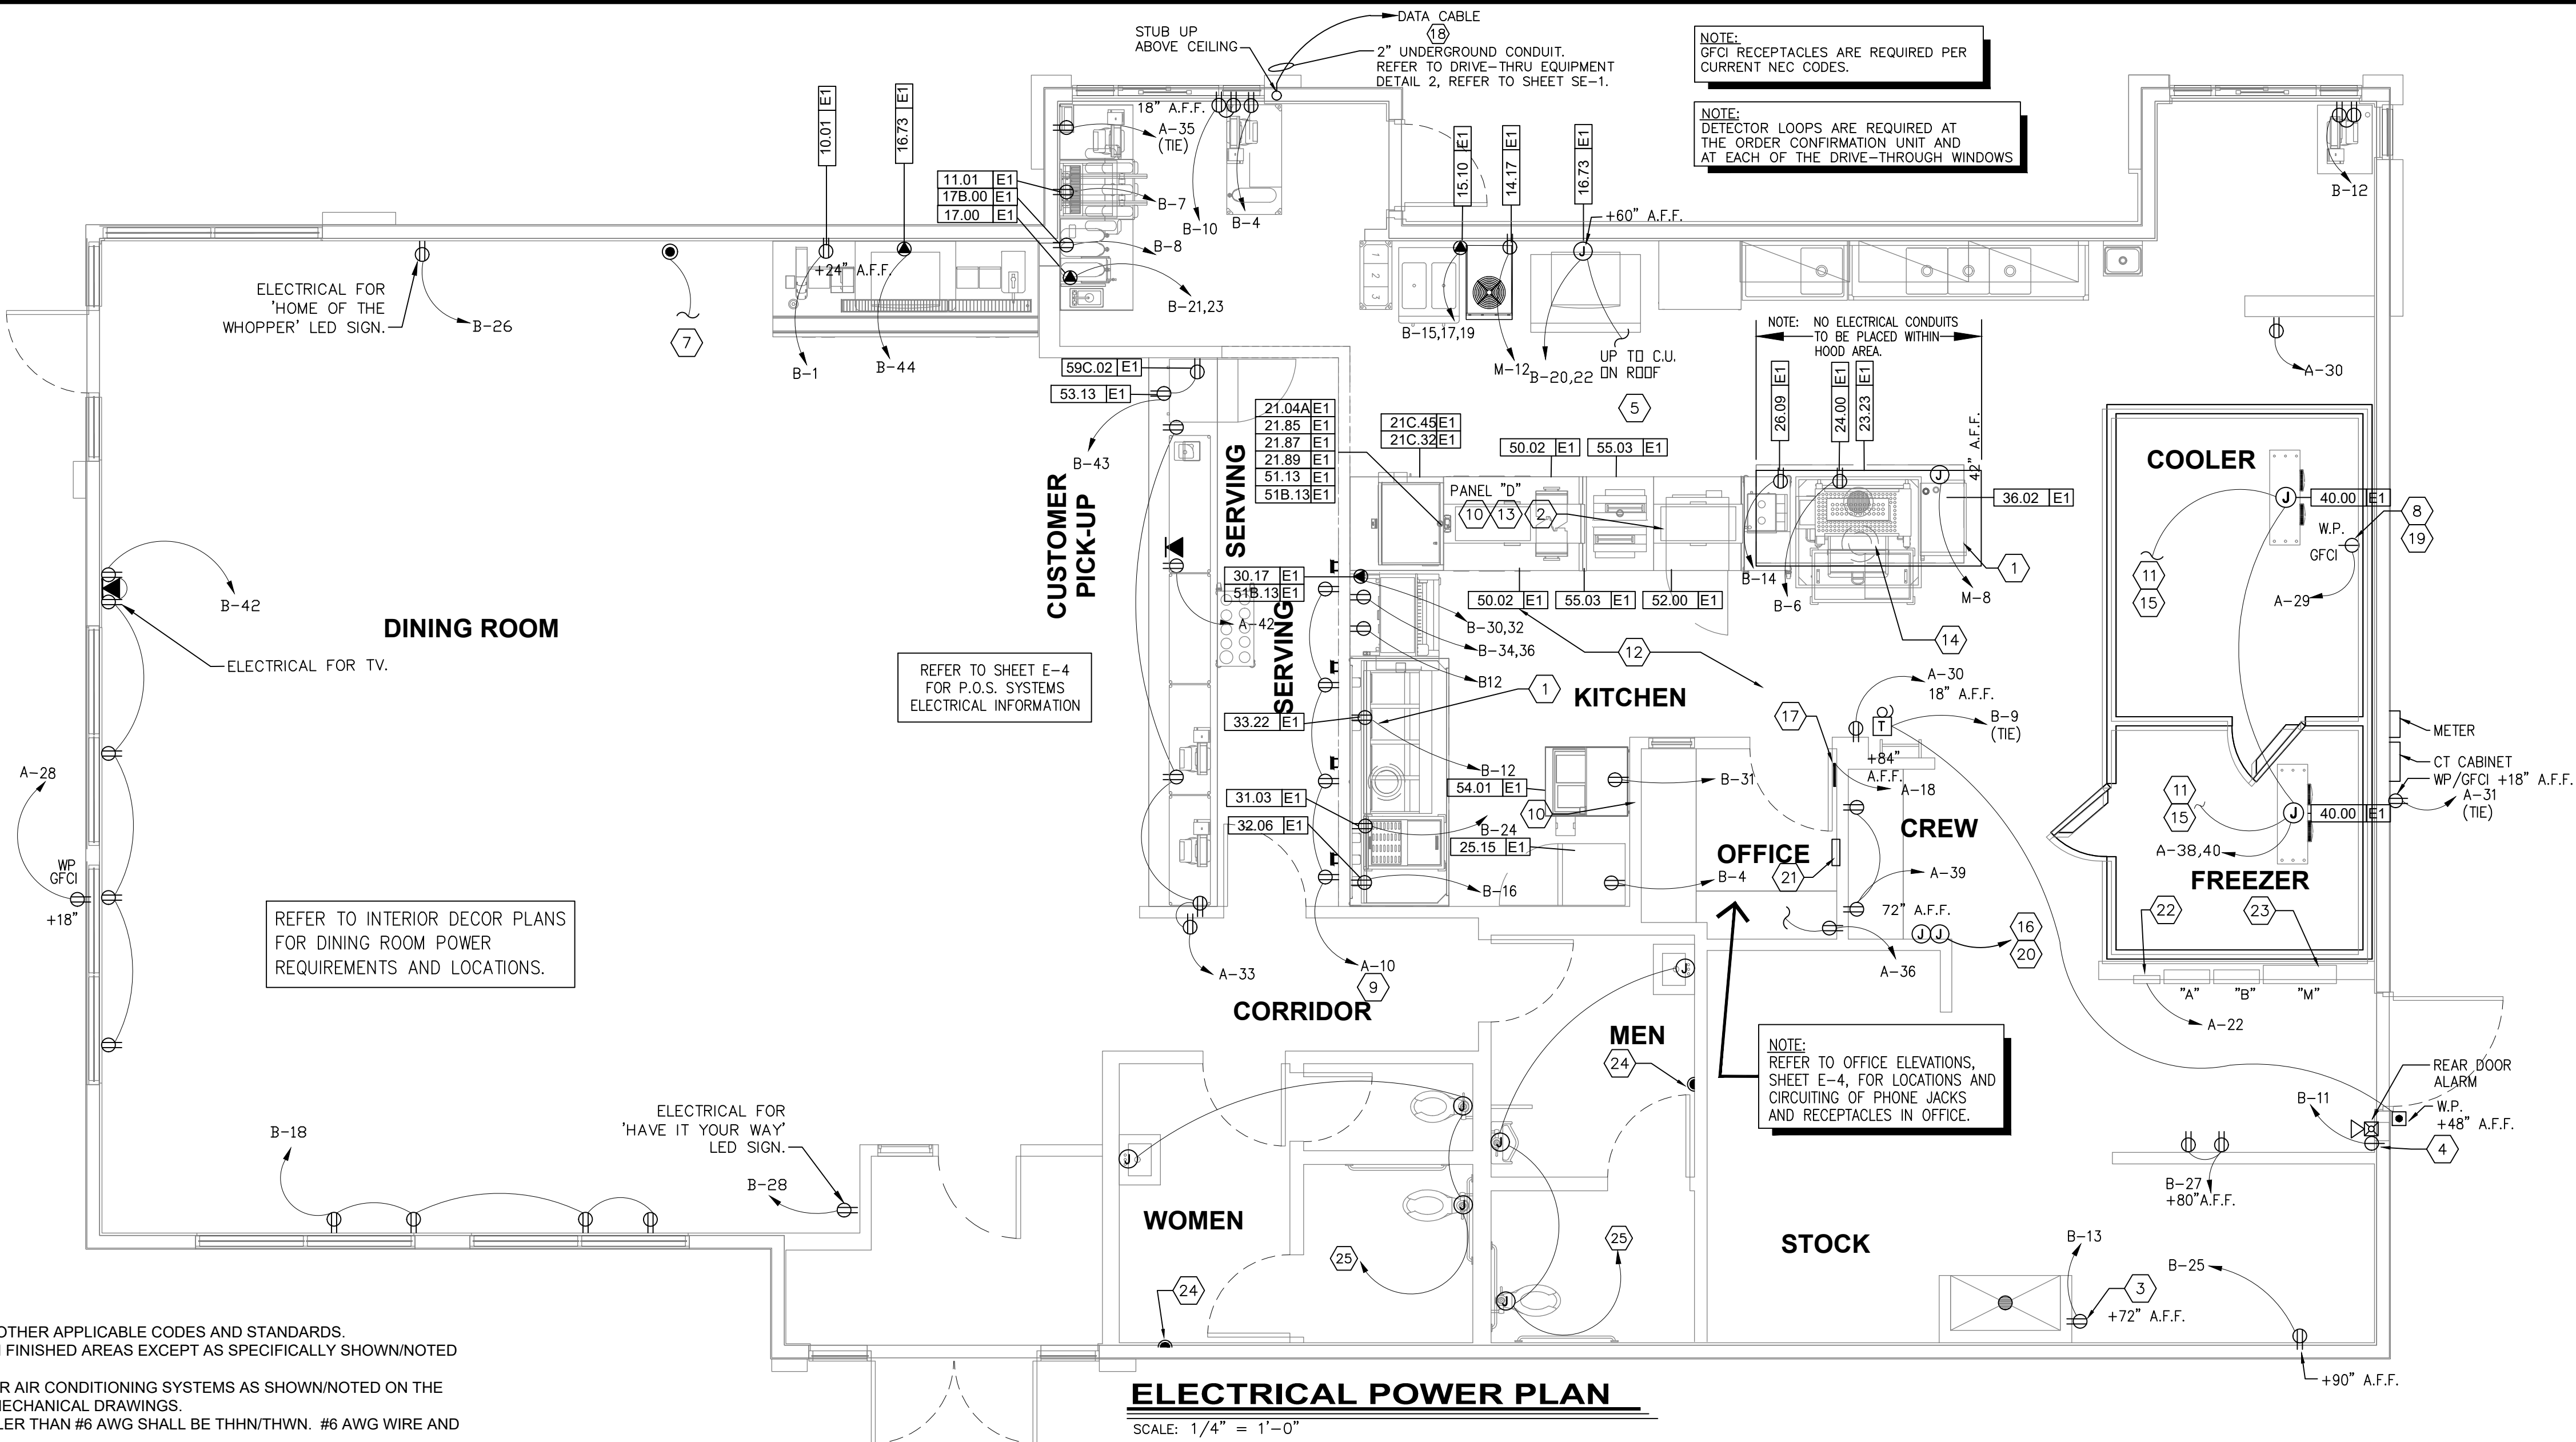 DATA CABLE
18
STUB UP
ABOVE CEILING
2" UNDERGROUND CONDUIT.
REFER TO DRIVE-THRU EQUIPMENT
DETAIL 2, REFER TO SHEET SE-1.
NOTE:
GFCI RECEPTACLES ARE REQUIRED PER
CURRENT NEC CODES.
NOTE:
DETECTOR LOOPS ARE REQUIRED AT
THE ORDER CONFIRMATION UNIT AND
AT EACH OF THE DRIVE-THROUGH WINDOWS
10.01 E1
16.73 E1
18" A.F.F.
A-35
(TIE)
11.01 E1
17B.00 E1
17.00 E1
B-7
B-10
B-4
B-8
B-21,23
15.10 E1
14.17 E1
16.73 E1
+60" A.F.F.
B-12
+24" A.F.F.
ELECTRICAL FOR
'HOME OF THE
WHOPPER' LED SIGN.
B-26
7
B-1
B-44
1
2
3
B-15,17,19
M-12
B-20,22
UP TO C.U.
ON ROOF
5
NOTE: NO ELECTRICAL CONDUITS
TO BE PLACED WITHIN
HOOD AREA.
A-30
59C.02 E1
53.13 E1
B-43
CUSTOMER
PICK-UP
SERVING
21.04A E1
21.85 E1
21.87 E1
21.89 E1
51.13 E1
51B.13 E1
21C.45 E1
21C.32 E1
50.02 E1
55.03 E1
PANEL "D"
10
13
2
26.09 E1
24.00 E1
23.23 E1
42" A.F.F.
36.02 E1
COOLER
J
40.00 E1
W.P.
GFCI
8
19
11
15
A-29
B-14
B-6
M-8
1
14
50.02 E1
55.03 E1
52.00 E1
12
B-42
DINING ROOM
ELECTRICAL FOR TV.
30.17 E1
51B.13 E1
A-42
SERVING
B-30,32
B-34,36
B12
REFER TO SHEET E-4
FOR P.O.S. SYSTEMS
ELECTRICAL INFORMATION
33.22 E1
1
KITCHEN
17
A-30
18" A.F.F.
T
B-9
(TIE)
METER
CT CABINET
WP/GFCI +18" A.F.F.
A-31
(TIE)
B-12
54.01 E1
10
B-31
+84"
A.F.F.
A-18
CREW
31.03 E1
32.06 E1
B-24
25.15 E1
OFFICE
21
B-4
B-16
A-39
72" A.F.F.
J
J
16
20
A-36
11
15
J
40.00 E1
A-38,40
FREEZER
22
23
"A"
"B"
"M"
A-22
A-28
WP
GFCI
+18"
REFER TO INTERIOR DECOR PLANS
FOR DINING ROOM POWER
REQUIREMENTS AND LOCATIONS.
A-33
A-10
9
CORRIDOR
J
MEN
24
NOTE:
REFER TO OFFICE ELEVATIONS,
SHEET E-4, FOR LOCATIONS AND
CIRCUITING OF PHONE JACKS
AND RECEPTACLES IN OFFICE.
REAR DOOR
ALARM
B-11
W.P.
+48" A.F.F.
4
B-18
ELECTRICAL FOR
'HAVE IT YOUR WAY'
LED SIGN.
B-28
J
J
J
J
J
J
WOMEN
25
25
24
STOCK
B-27
+80"A.F.F.
B-13
3
+72" A.F.F.
B-25
+90" A.F.F.
OTHER APPLICABLE CODES AND STANDARDS.
FINISHED AREAS EXCEPT AS SPECIFICALLY SHOWN/NOTED
AIR CONDITIONING SYSTEMS AS SHOWN/NOTED ON THE
MECHANICAL DRAWINGS.
THAN #6 AWG SHALL BE THHN/THWN. #6 AWG WIRE AND
ELECTRICAL POWER PLAN
SCALE: 1/4" = 1'-0"